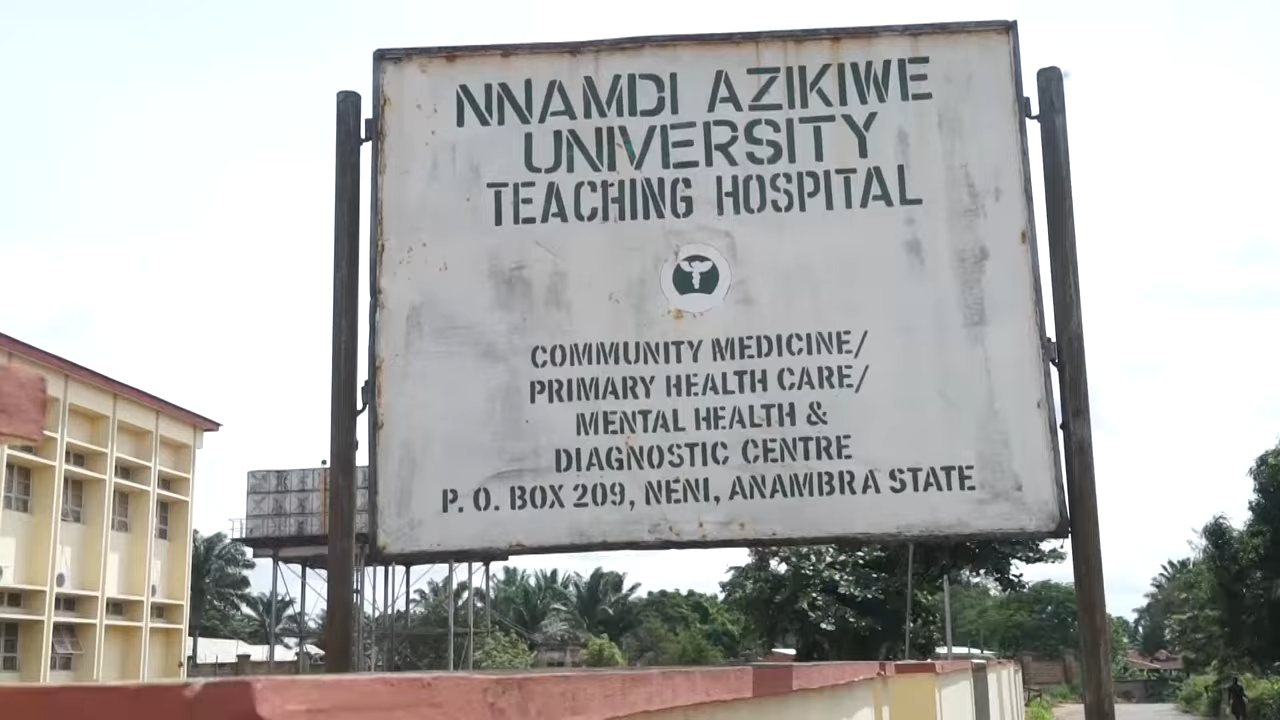 NNAMDI AZIKIWE
UNIVERSITY
TEACHING HOSPITAL
COMMUNITY MEDICINE/
PRIMARY HEALTH CARE/
MENTAL HEALTH &
DIAGNOSTIC CENTRE
P. O. BOX 209, NENI, ANAMBRA STATE